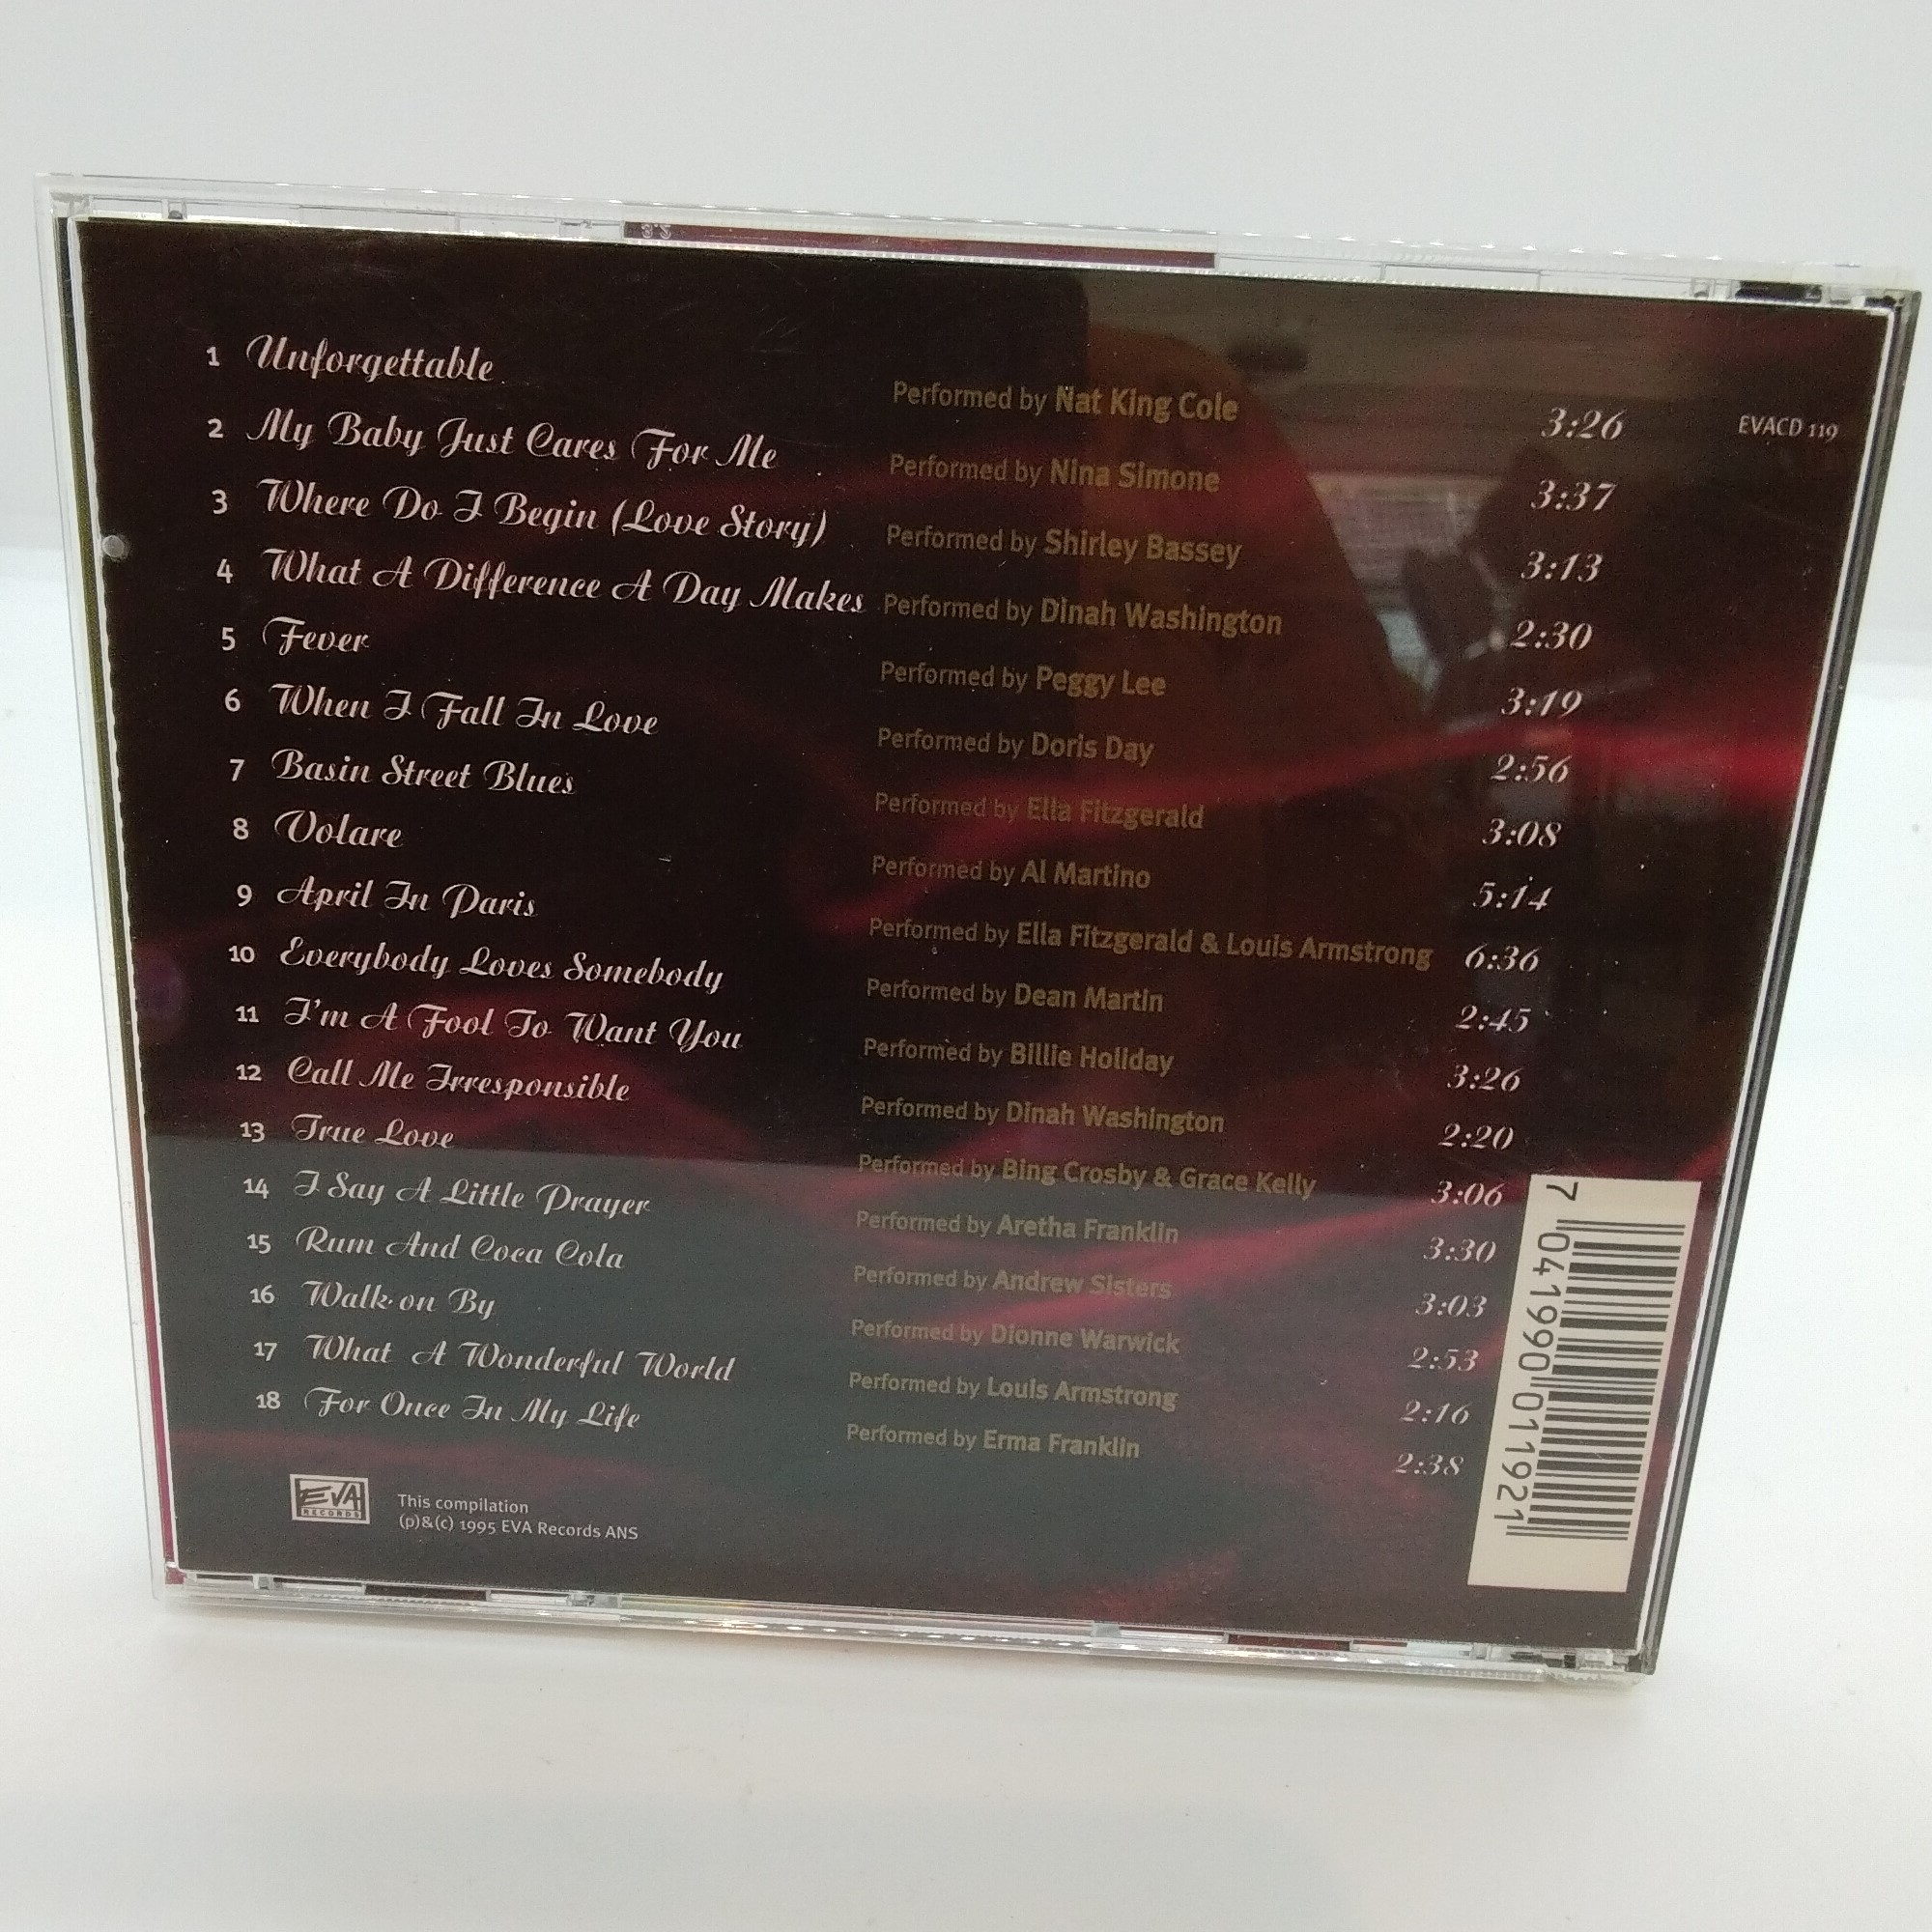 1 Unforgettable Performed by Nat King Cole 3:26
EVACD 119
2 My Baby Just Cares For Me Performed by Nina Simone 3:37
3 Where Do I Begin (Love Story) Performed by Shirley Bassey 3:13
4 What A Difference A Day Makes Performed by Dinah Washington 2:30
5 Fever Performed by Peggy Lee 3:19
6 When I Fall In Love Performed by Doris Day 2:56
7 Basin Street Blues Performed by Ella Fitzgerald 3:08
8 Volare Performed by Al Martino 5:14
9 April In Paris Performed by Ella Fitzgerald & Louis Armstrong 6:36
10 Everybody Loves Somebody Performed by Dean Martin 2:45
11 I'm A Fool To Want You Performed by Billie Holiday 3:26
12 Call Me Irresponsible Performed by Dinah Washington 2:20
13 True Love Performed by Bing Crosby & Grace Kelly 3:06
14 I Say A Little Prayer Performed by Aretha Franklin 3:30
15 Rum And Coca Cola Performed by Andrew Sisters 3:03
16 Walk on By Performed by Dionne Warwick 2:53
17 What A Wonderful World Performed by Louis Armstrong 2:16
18 For Once In My Life Performed by Erma Franklin 2:38
7 041990 011921
EVA
RECORDS
This compilation
(p)&(c) 1995 EVA Records ANS